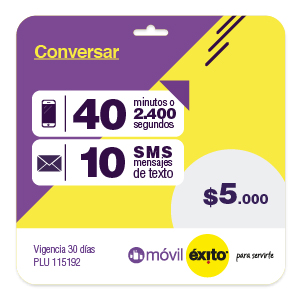 Conversar
40 minutos o
2.400
segundos
10 SMS
mensajes
de texto
$5.000
Vigencia 30 días
PLU 115192
móvil éxito para servirte